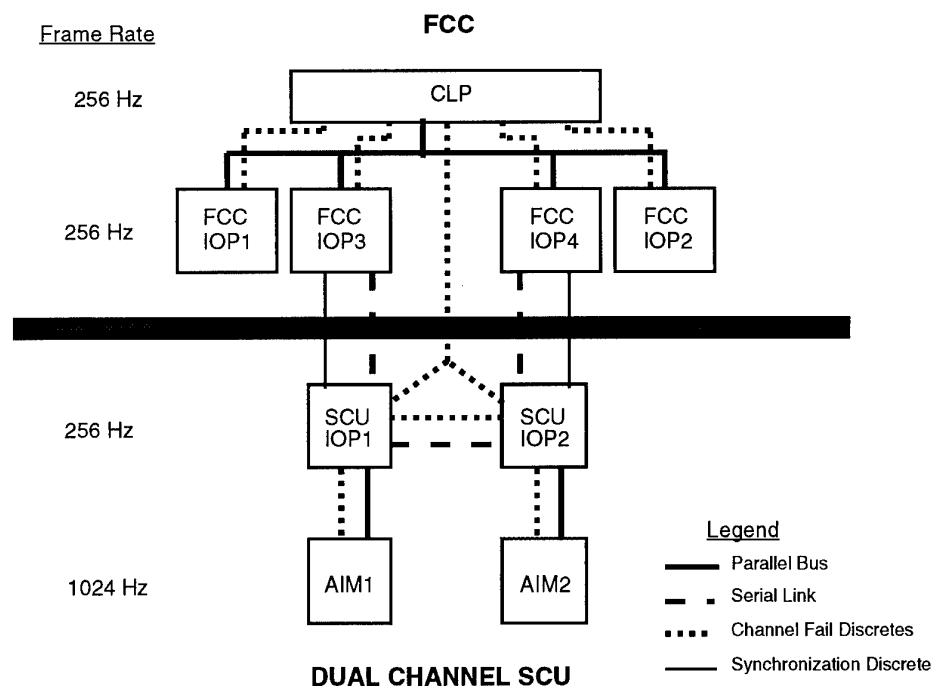 FCC
Frame Rate
256 Hz
CLP
256 Hz
FCC
IOP1
FCC
IOP3
FCC
IOP4
FCC
IOP2
256 Hz
SCU
IOP1
SCU
IOP2
1024 Hz
AIM1
AIM2
Legend
Parallel Bus
Serial Link
Channel Fail Discretes
Synchronization Discrete
DUAL CHANNEL SCU